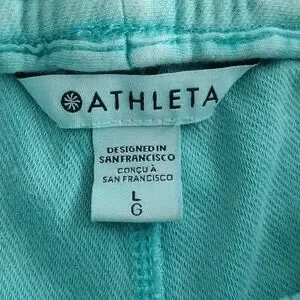 ATHLETA
DESIGNED IN
SAN FRANCISCO
CONÇU À
SAN FRANCISCO
L
G